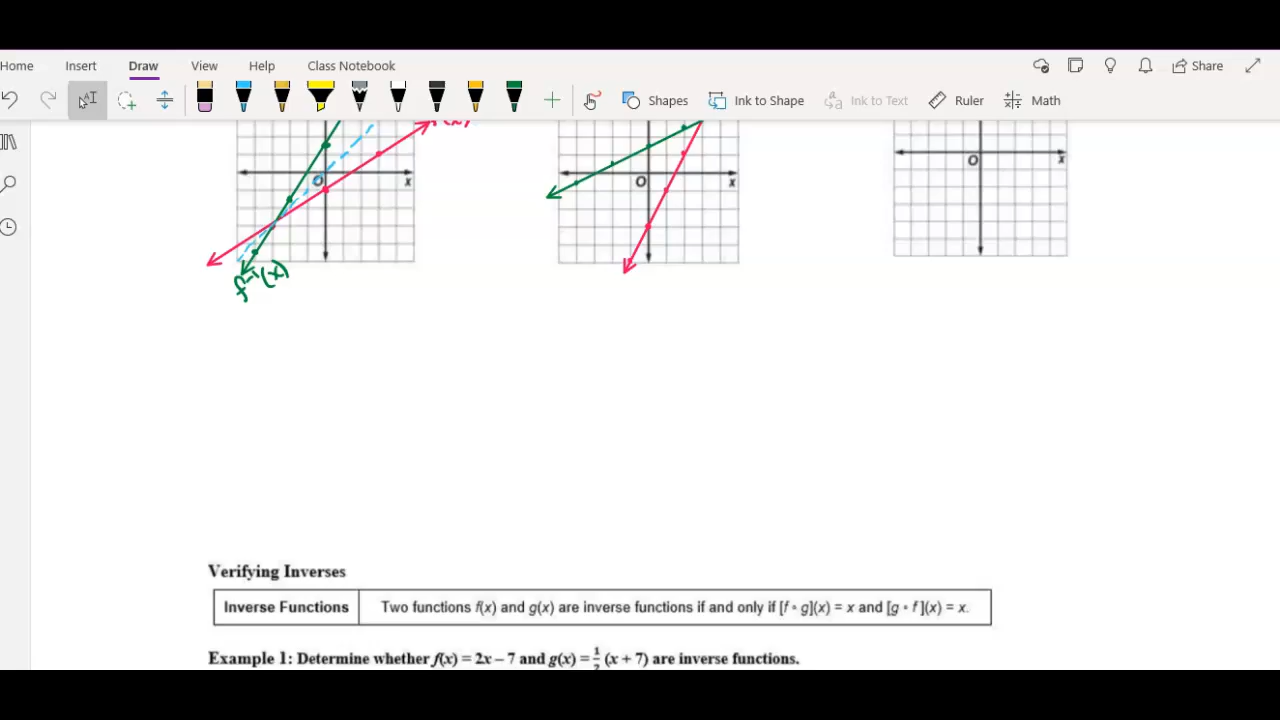 Home Insert Draw View Help Class Notebook Share
Shapes Ink to Shape Ink to Text Ruler Math
O x O x O x
f⁻¹(x)
Verifying Inverses
Inverse Functions Two functions f(x) and g(x) are inverse functions if and only if [f ∘ g](x) = x and [g ∘ f ](x) = x.
Example 1: Determine whether f(x) = 2x – 7 and g(x) = 1/2 (x + 7) are inverse functions.